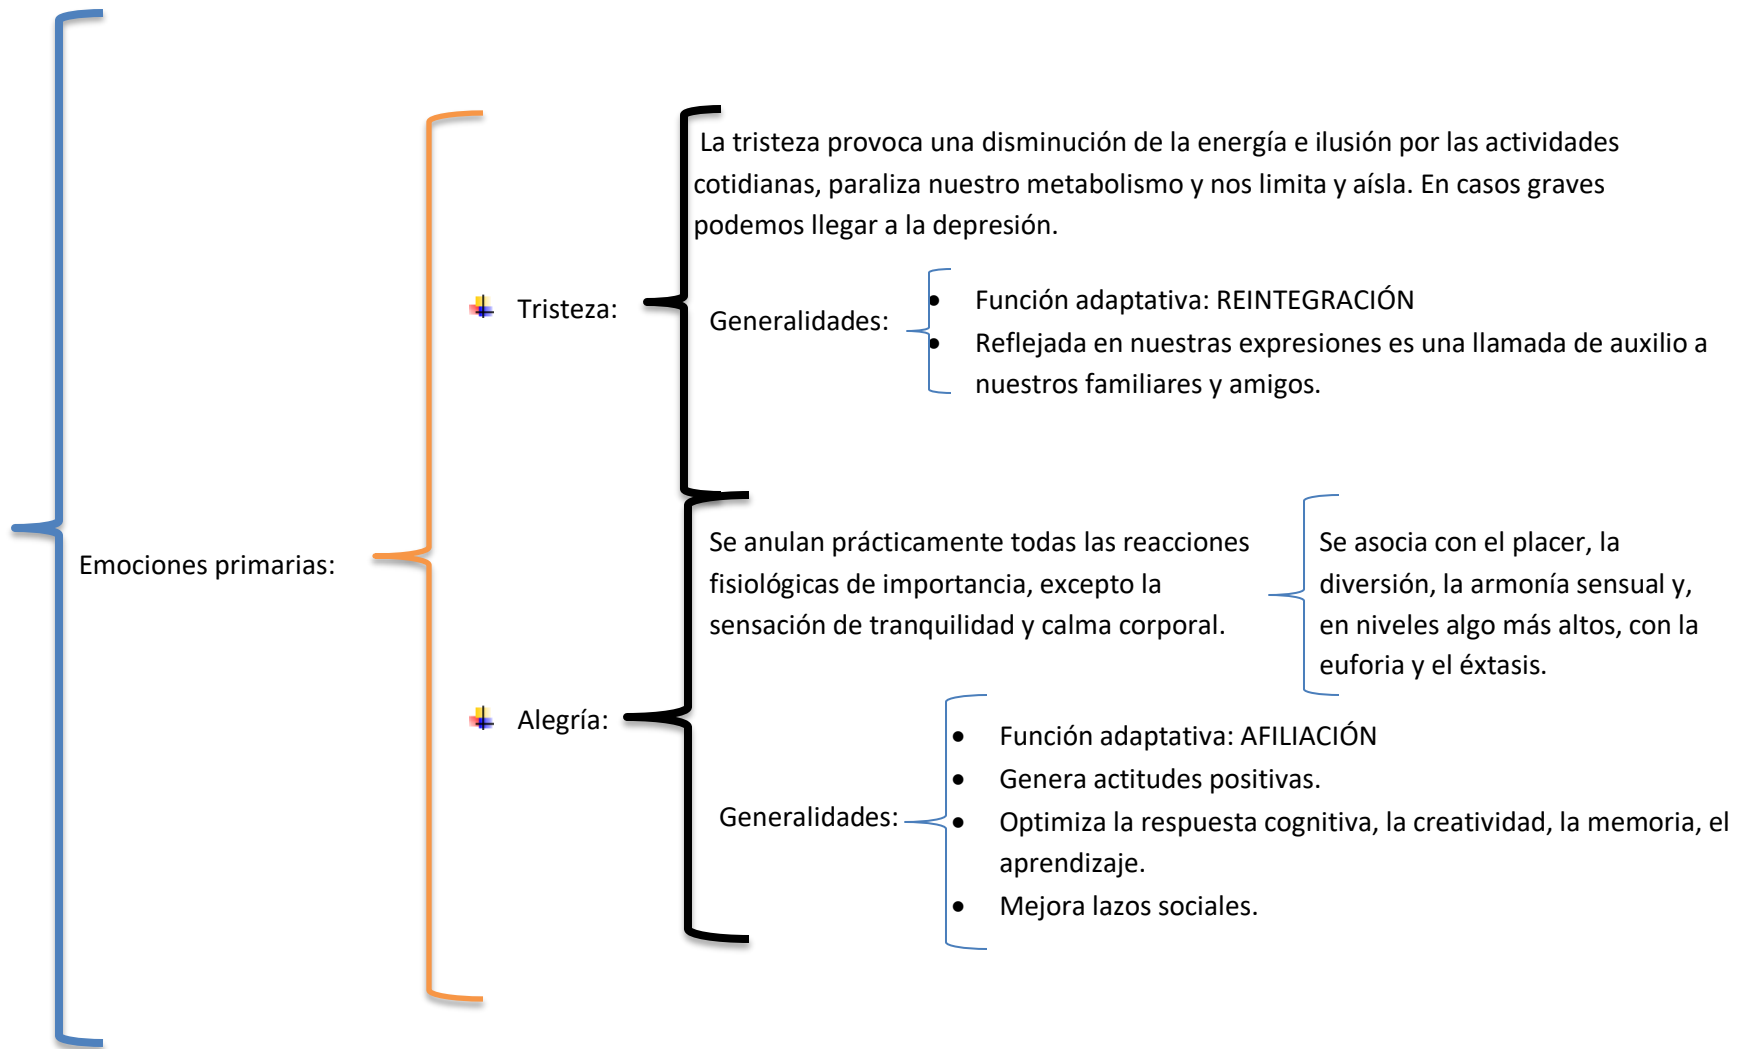 Emociones primarias:
Tristeza:
La tristeza provoca una disminución de la energía e ilusión por las actividades
cotidianas, paraliza nuestro metabolismo y nos limita y aísla. En casos graves
podemos llegar a la depresión.
Generalidades:
• Función adaptativa: REINTEGRACIÓN
• Reflejada en nuestras expresiones es una llamada de auxilio a
nuestros familiares y amigos.
Alegría:
Se anulan prácticamente todas las reacciones
fisiológicas de importancia, excepto la
sensación de tranquilidad y calma corporal.
Se asocia con el placer, la
diversión, la armonía sensual y,
en niveles algo más altos, con la
euforia y el éxtasis.
Generalidades:
• Función adaptativa: AFILIACIÓN
• Genera actitudes positivas.
• Optimiza la respuesta cognitiva, la creatividad, la memoria, el
aprendizaje.
• Mejora lazos sociales.